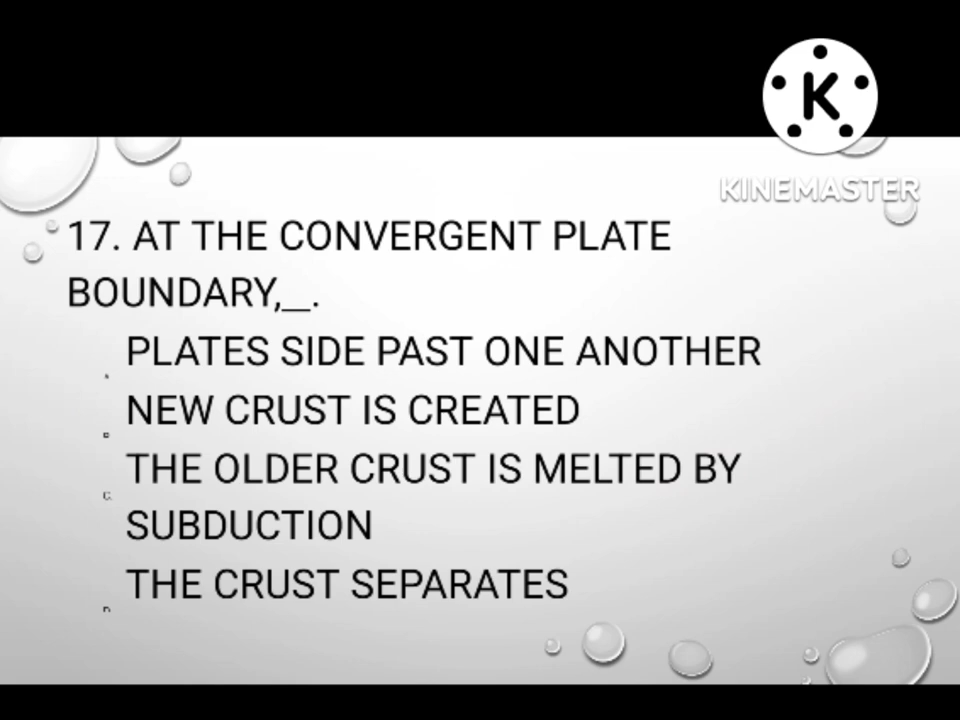 K
KINEMASTER
17. AT THE CONVERGENT PLATE
BOUNDARY,__.
PLATES SIDE PAST ONE ANOTHER
NEW CRUST IS CREATED
C. THE OLDER CRUST IS MELTED BY
SUBDUCTION
D. THE CRUST SEPARATES